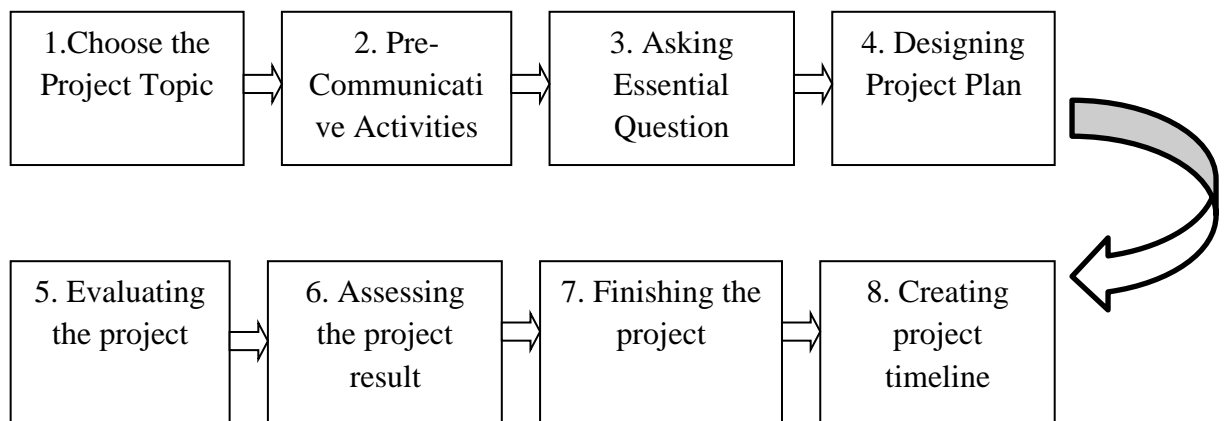 1.Choose the
Project Topic
2. Pre-
Communicati
ve Activities
3. Asking
Essential
Question
4. Designing
Project Plan
5. Evaluating
the project
6. Assessing
the project
result
7. Finishing the
project
8. Creating
project
timeline